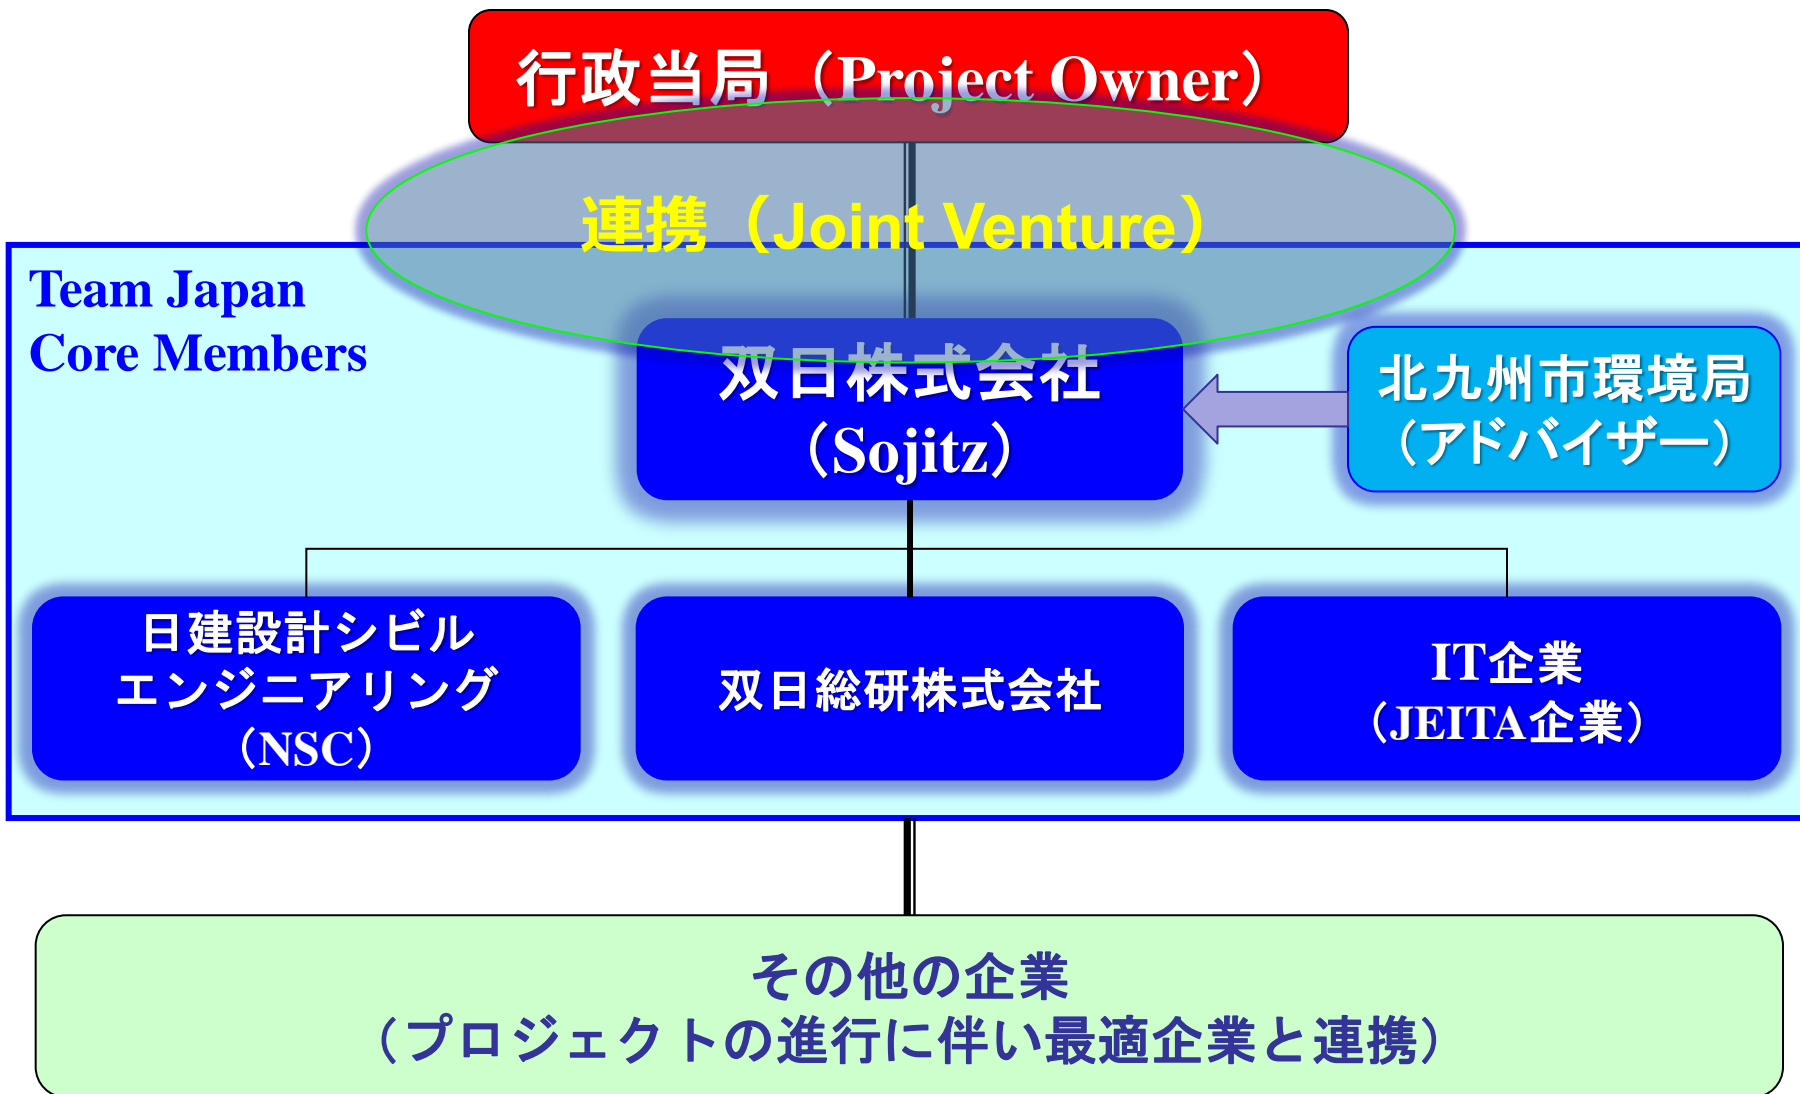 行政当局（Project Owner）
連携（Joint Venture）
Team Japan
Core Members
双日株式会社
（Sojitz）
北九州市環境局
（アドバイザー）
日建設計シビル
エンジニアリング
（NSC）
双日総研株式会社
IT企業
（JEITA企業）
その他の企業
（プロジェクトの進行に伴い最適企業と連携）